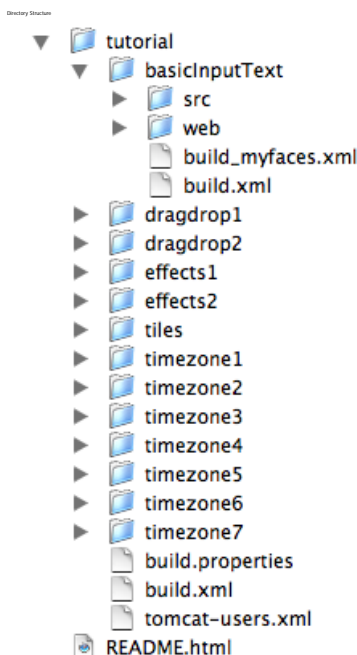 Directory Structure
tutorial
basicInputText
src
web
build_myfaces.xml
build.xml
dragdrop1
dragdrop2
effects1
effects2
tiles
timezone1
timezone2
timezone3
timezone4
timezone5
timezone6
timezone7
build.properties
build.xml
tomcat-users.xml
README.html